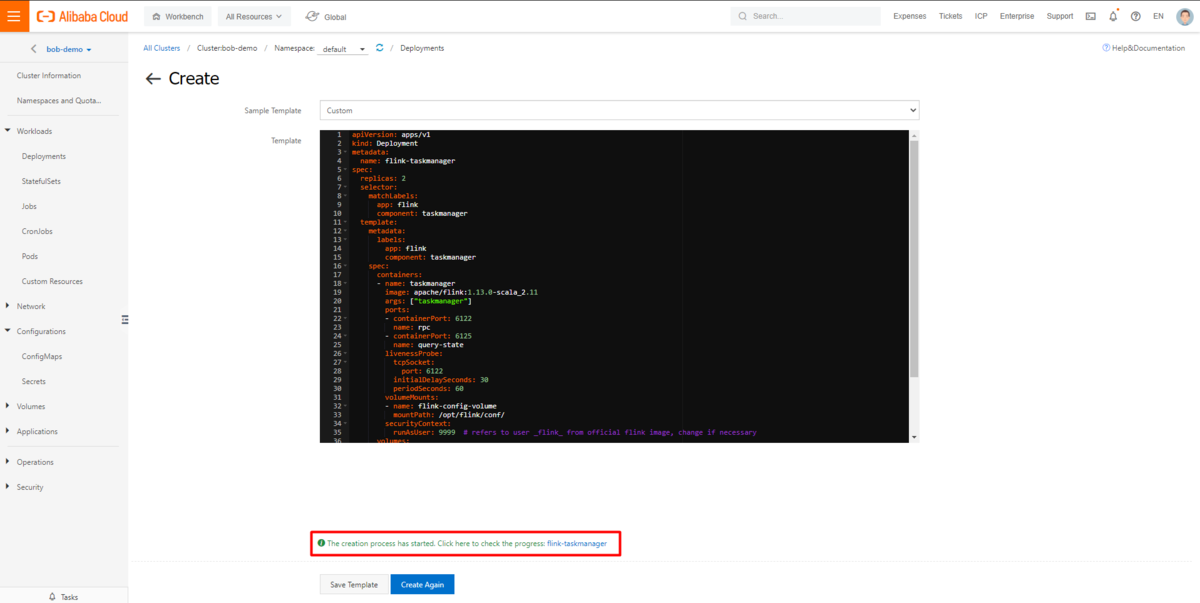 Alibaba Cloud
Workbench
All Resources
Global
Search...
Expenses
Tickets
ICP
Enterprise
Support
EN
bob-demo
All Clusters / Cluster:bob-demo / Namespace: default / Deployments
Help&Documentation
Cluster Information
Namespaces and Quota...
Workloads
Deployments
StatefulSets
Jobs
CronJobs
Pods
Custom Resources
Network
Configurations
ConfigMaps
Secrets
Volumes
Applications
Operations
Security
Tasks
Create
Sample Template
Custom
Template
1 apiVersion: apps/v1
2 kind: Deployment
3 metadata:
4 name: flink-taskmanager
5 spec:
6 replicas: 2
7 selector:
8 matchLabels:
9 app: flink
10 component: taskmanager
11 template:
12 metadata:
13 labels:
14 app: flink
15 component: taskmanager
16 spec:
17 containers:
18 - name: taskmanager
19 image: apache/flink:1.13.0-scala_2.11
20 args: ["taskmanager"]
21 ports:
22 - containerPort: 6122
23 name: rpc
24 - containerPort: 6125
25 name: query-state
26 livenessProbe:
27 tcpSocket:
28 port: 6122
29 initialDelaySeconds: 30
30 periodSeconds: 60
31 volumeMounts:
32 - name: flink-config-volume
33 mountPath: /opt/flink/conf/
34 securityContext:
35 runAsUser: 9999 # refers to user _flink_ from official flink image, change if necessary
36 volumes:
The creation process has started. Click here to check the progress: flink-taskmanager
Save Template
Create Again